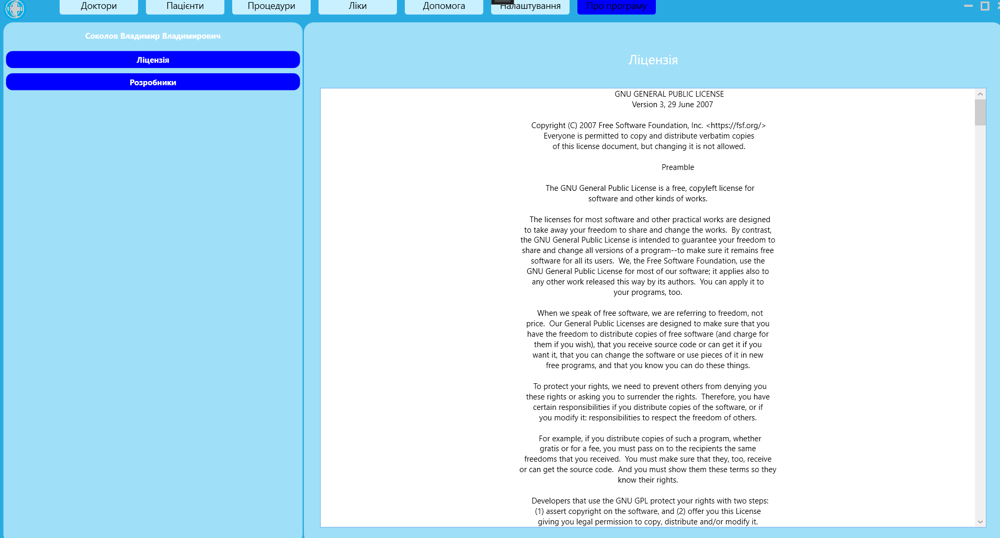 Доктори
Пацієнти
Процедури
Ліки
Допомога
Налаштування
Про програму
Соколов Владимир Владимирович
Ліцензія
Розробники
Ліцензія
GNU GENERAL PUBLIC LICENSE
Version 3, 29 June 2007
Copyright (C) 2007 Free Software Foundation, Inc. <https://fsf.org/>
Everyone is permitted to copy and distribute verbatim copies
of this license document, but changing it is not allowed.
Preamble
The GNU General Public License is a free, copyleft license for
software and other kinds of works.
The licenses for most software and other practical works are designed
to take away your freedom to share and change the works.  By contrast,
the GNU General Public License is intended to guarantee your freedom to
share and change all versions of a program--to make sure it remains free
software for all its users.  We, the Free Software Foundation, use the
GNU General Public License for most of our software; it applies also to
any other work released this way by its authors.  You can apply it to
your programs, too.
When we speak of free software, we are referring to freedom, not
price.  Our General Public Licenses are designed to make sure that you
have the freedom to distribute copies of free software (and charge for
them if you wish), that you receive source code or can get it if you
want it, that you can change the software or use pieces of it in new
free programs, and that you know you can do these things.
To protect your rights, we need to prevent others from denying you
these rights or asking you to surrender the rights.  Therefore, you have
certain responsibilities if you distribute copies of the software, or if
you modify it: responsibilities to respect the freedom of others.
For example, if you distribute copies of such a program, whether
gratis or for a fee, you must pass on to the recipients the same
freedoms that you received.  You must make sure that they, too, receive
or can get the source code.  And you must show them these terms so they
know their rights.
Developers that use the GNU GPL protect your rights with two steps:
(1) assert copyright on the software, and (2) offer you this License
giving you legal permission to copy, distribute and/or modify it.